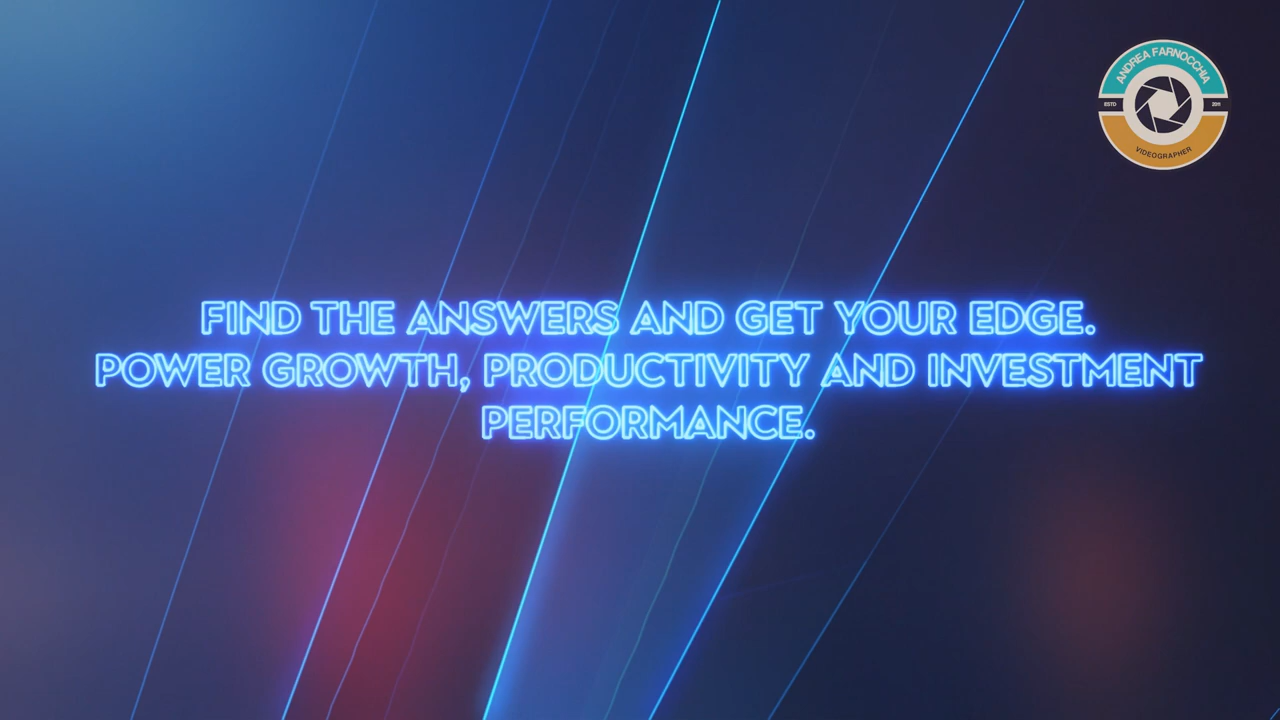 ANDREA FARNOCCHIA
ESTD 2011
VIDEOGRAPHER
FIND THE ANSWERS AND GET YOUR EDGE.
POWER GROWTH, PRODUCTIVITY AND INVESTMENT
PERFORMANCE.